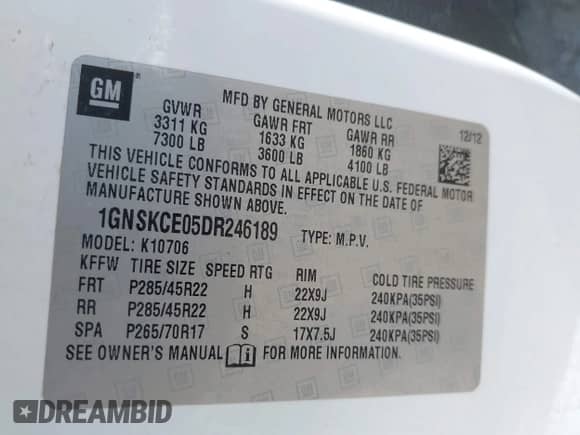 GM
MFD BY GENERAL MOTORS LLC
GVWR GAWR FRT GAWR RR 12/12
3311 KG 1633 KG 1860 KG
7300 LB 3600 LB 4100 LB
THIS VEHICLE CONFORMS TO ALL APPLICABLE U.S. FEDERAL MOTOR
VEHICLE SAFETY STANDARDS IN EFFECT ON THE DATE OF
MANUFACTURE SHOWN ABOVE.
1GNSKCE05DR246189 TYPE: M.P.V.
MODEL: K10706
KFFW TIRE SIZE SPEED RTG RIM COLD TIRE PRESSURE
FRT P285/45R22 H 22X9J 240KPA(35PSI)
RR P285/45R22 H 22X9J 240KPA(35PSI)
SPA P265/70R17 S 17X7.5J 240KPA(35PSI)
SEE OWNER'S MANUAL FOR MORE INFORMATION.
DREAMBID